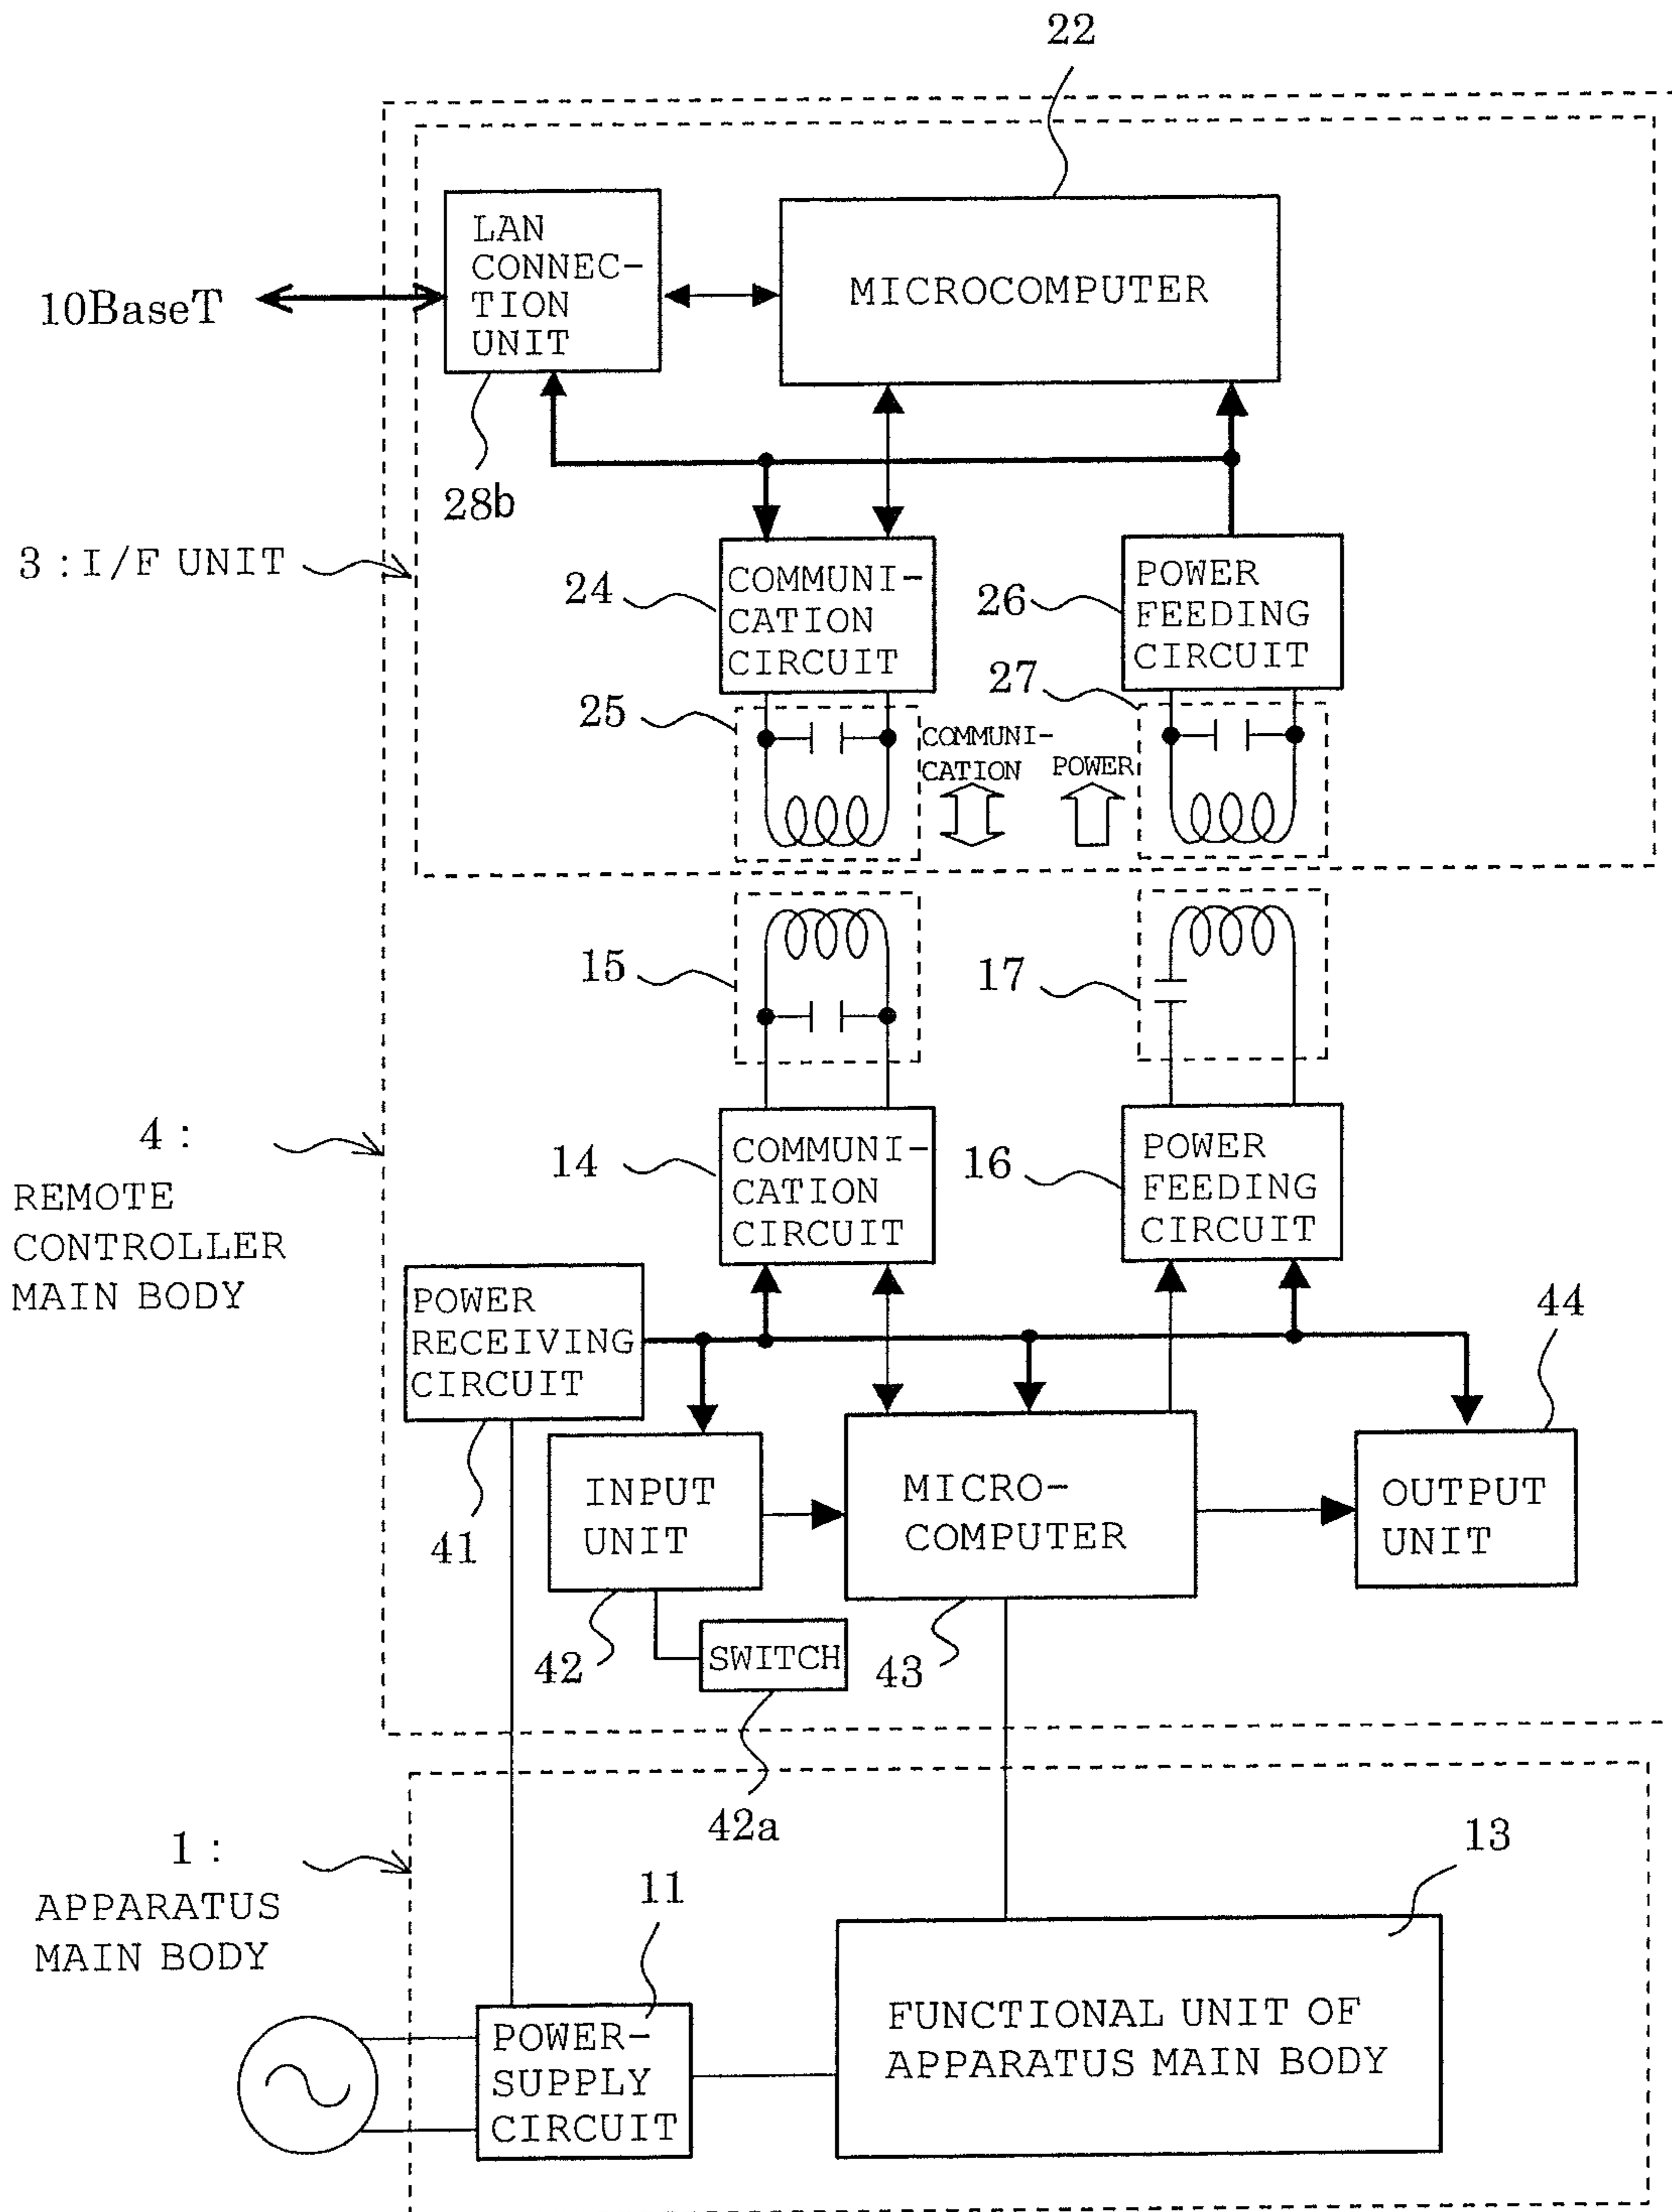 22
LAN
CONNEC-
TION
UNIT
MICROCOMPUTER
10BaseT
28b
3 : I/F UNIT
24
COMMUNI-
CATION
CIRCUIT
26
POWER
FEEDING
CIRCUIT
25
COMMUNI-
CATION
POWER
27
15
17
4 :
REMOTE
CONTROLLER
MAIN BODY
14
COMMUNI-
CATION
CIRCUIT
16
POWER
FEEDING
CIRCUIT
POWER
RECEIVING
CIRCUIT
44
41
INPUT
UNIT
MICRO-
COMPUTER
OUTPUT
UNIT
42
SWITCH
43
42a
1 :
APPARATUS
MAIN BODY
11
13
POWER-
SUPPLY
CIRCUIT
FUNCTIONAL UNIT OF
APPARATUS MAIN BODY